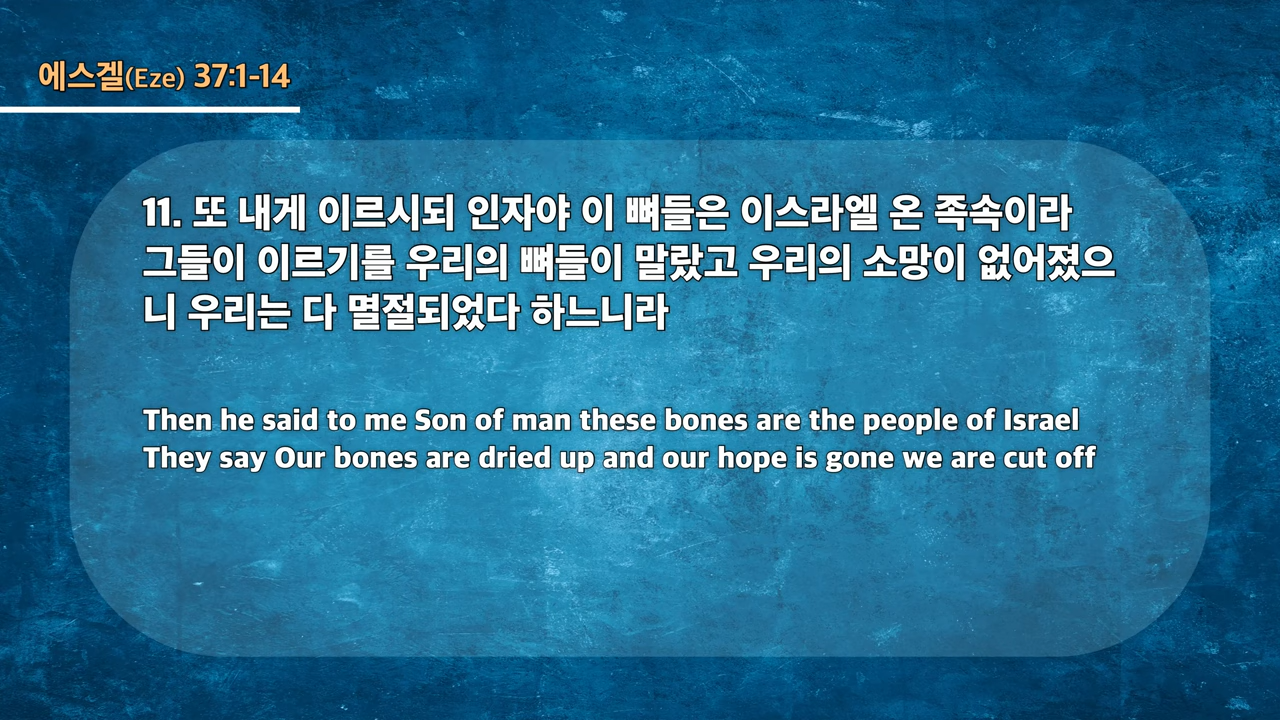 에스겔(Eze) 37:1-14
11. 또 내게 이르시되 인자야 이 뼈들은 이스라엘 온 족속이라
그들이 이르기를 우리의 뼈들이 말랐고 우리의 소망이 없어졌으
니 우리는 다 멸절되었다 하느니라
Then he said to me Son of man these bones are the people of Israel
They say Our bones are dried up and our hope is gone we are cut off